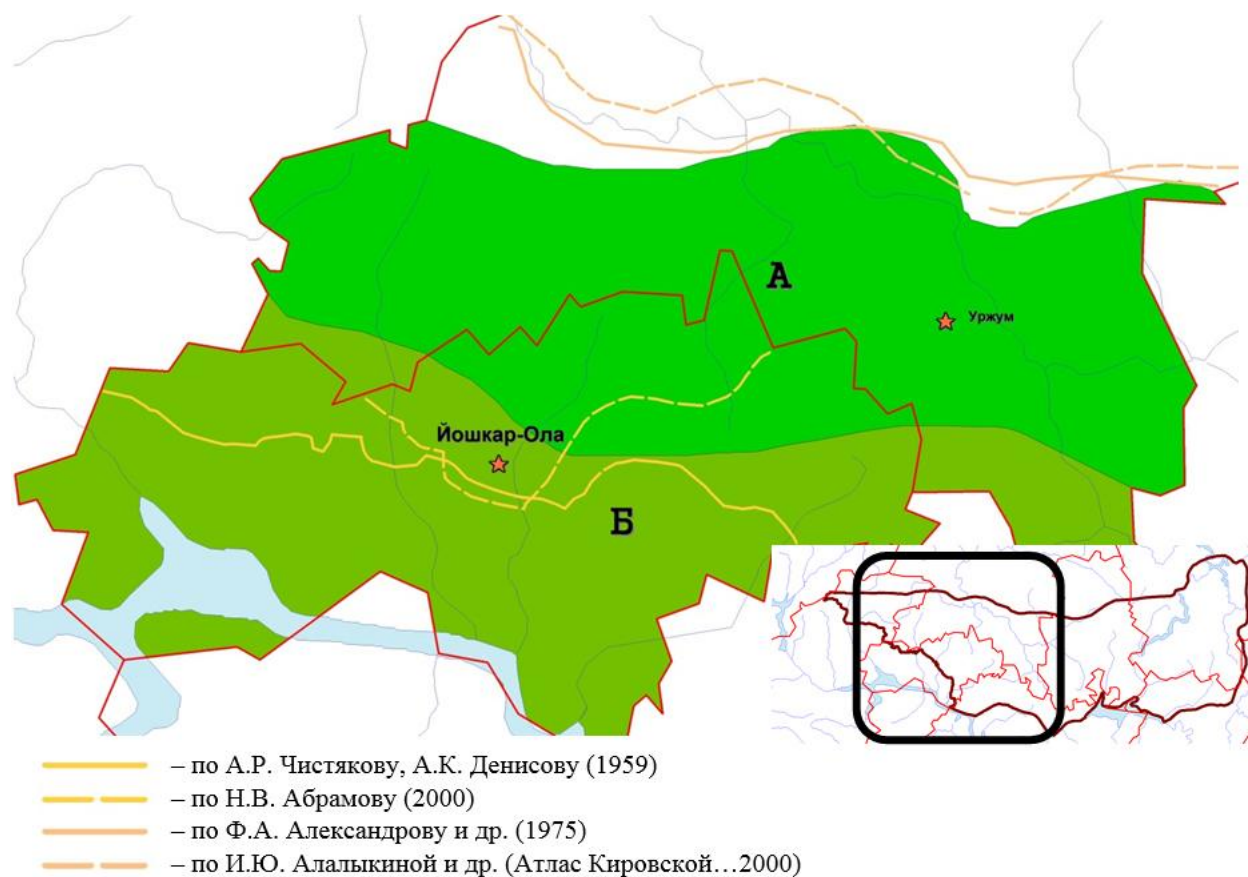 А
Уржум
Йошкар-Ола
Б
– по А.Р. Чистякову, А.К. Денисову (1959)
– по Н.В. Абрамову (2000)
– по Ф.А. Александрову и др. (1975)
– по И.Ю. Алалыкиной и др. (Атлас Кировской...2000)